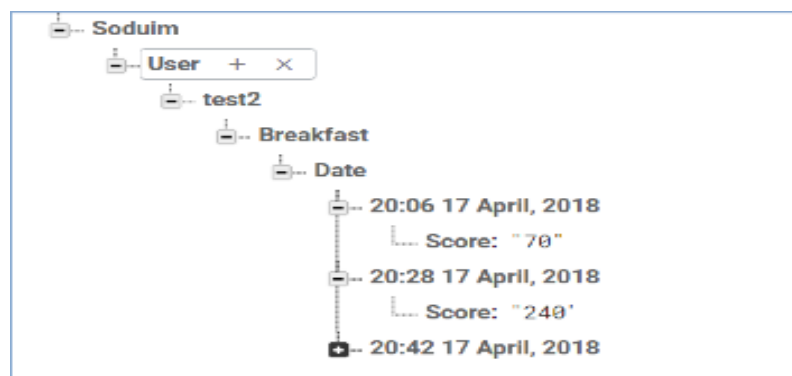 Soduim
User + ×
test2
Breakfast
Date
20:06 17 April, 2018
Score: "70"
20:28 17 April, 2018
Score: "240'
20:42 17 April, 2018